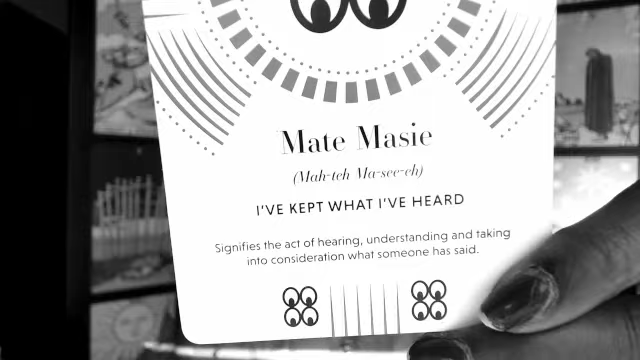 Mate Masie
(Mah-teh Ma-see-eh)
I'VE KEPT WHAT I'VE HEARD
Signifies the act of hearing, understanding and taking
into consideration what someone has said.